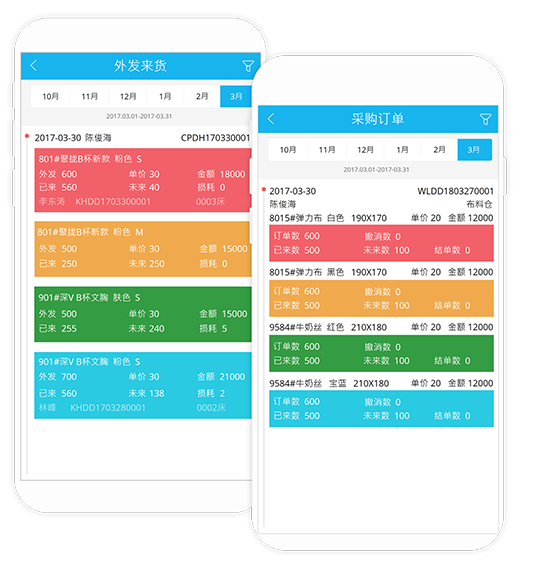 外发来货
10月 11月 12月 1月 2月 3月
2017.03.01-2017-03.31
2017-03-30 陈俊海 CPDH170330001
801#聚拢B杯新款 粉色 S
外发 600 单价 30 金额 18000
已来 560 未来 40 损耗 0
李东涛 KHDD1703300001 0003床
801#聚拢B杯新款 粉色 M
外发 500 单价 30 金额 15000
已来 250 未来 250 损耗 0
901#深V B杯文胸 肤色 S
外发 500 单价 30 金额 15000
已来 255 未来 240 损耗 5
901#深V B杯文胸 粉色 S
外发 700 单价 30 金额 21000
已来 560 未来 138 损耗 2
林峰 KHDD1703280001 0002床
采购订单
10月 11月 12月 1月 2月 3月
2017.03.01-2017-03.31
2017-03-30 WLDD1803270001
陈俊海 布料仓
8015#弹力布 白色 190X170 单价 20 金额 12000
订单数 600 撤消数 0
已来数 500 未来数 100 结单数 0
8015#弹力布 黑色 190X170 单价 20 金额 12000
订单数 600 撤消数 0
已来数 500 未来数 100 结单数 0
9584#牛奶丝 红色 210X180 单价 20 金额 12000
订单数 600 撤消数 0
已来数 500 未来数 100 结单数 0
9584#牛奶丝 宝蓝 210X180 单价 20 金额 12000
订单数 600 撤消数 0
已来数 500 未来数 100 结单数 0